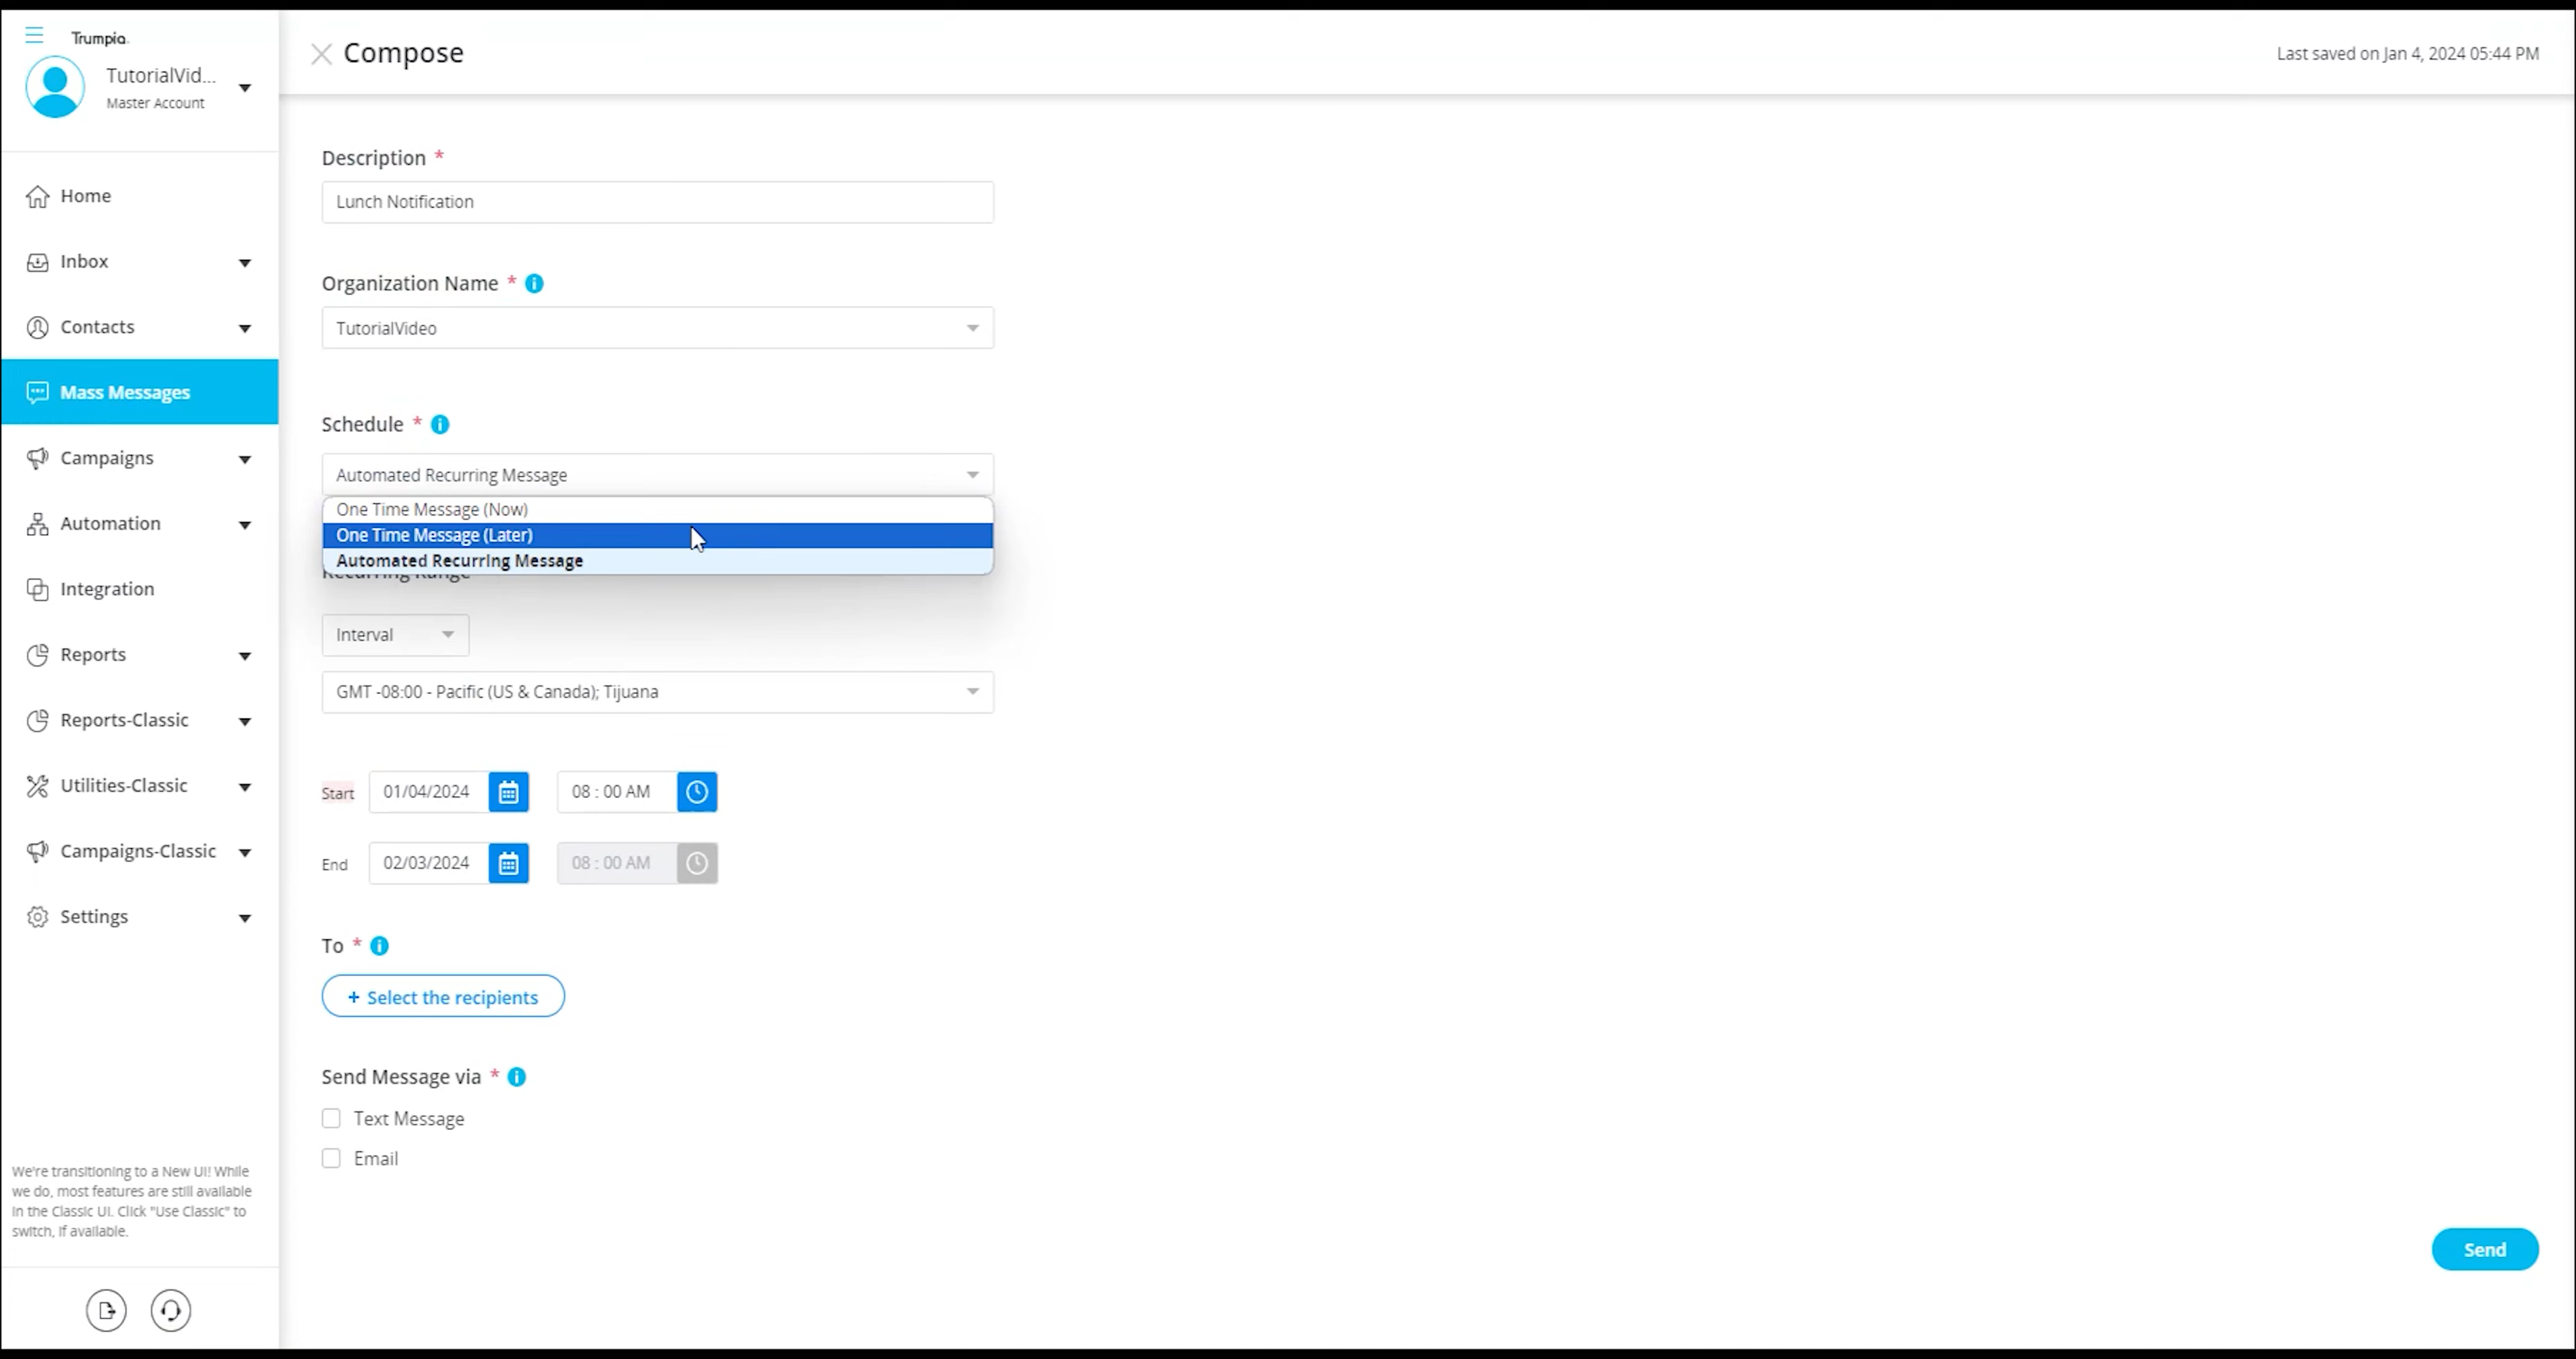 Trumpia.
TutorialVid...
Master Account
Home
Inbox
Contacts
Mass Messages
Campaigns
Automation
Integration
Reports
Reports-Classic
Utilities-Classic
Campaigns-Classic
Settings
We're transitioning to a New UI! While
we do, most features are still available
in the Classic UI. Click "Use Classic" to
switch, if available.
Compose
Last saved on Jan 4, 2024 05:44 PM
Description *
Lunch Notification
Organization Name *
TutorialVideo
Schedule *
Automated Recurring Message
One Time Message (Now)
One Time Message (Later)
Automated Recurring Message
Recurring Range
Interval
GMT -08:00 - Pacific (US & Canada); Tijuana
Start 01/04/2024 08 : 00 AM
End 02/03/2024 08 : 00 AM
To *
+ Select the recipients
Send Message via *
Text Message
Email
Send